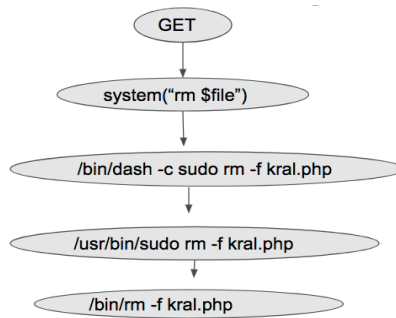 GET
system(“rm $file”)
/bin/dash -c sudo rm -f kral.php
/usr/bin/sudo rm -f kral.php
/bin/rm -f kral.php